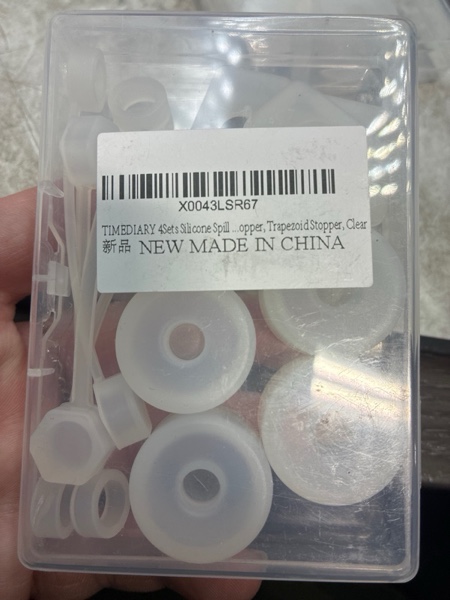 X0043LSR67
TIMEDIARY 4Sets Silicone Spill ...opper, Trapezoid Stopper, Clear
新品 NEW MADE IN CHINA